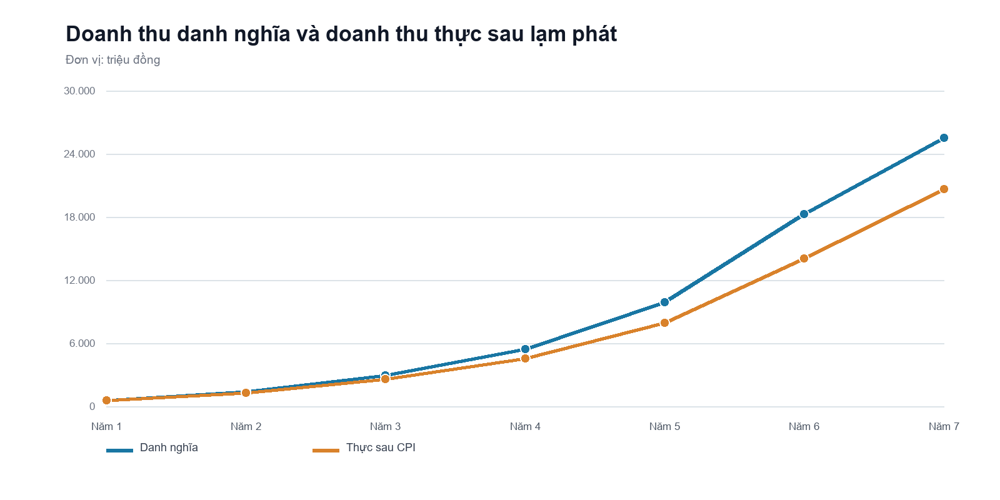 Doanh thu danh nghĩa và doanh thu thực sau lạm phát
Đơn vị: triệu đồng
30.000
24.000
18.000
12.000
6.000
0
Năm 1 Năm 2 Năm 3 Năm 4 Năm 5 Năm 6 Năm 7
Danh nghĩa Thực sau CPI